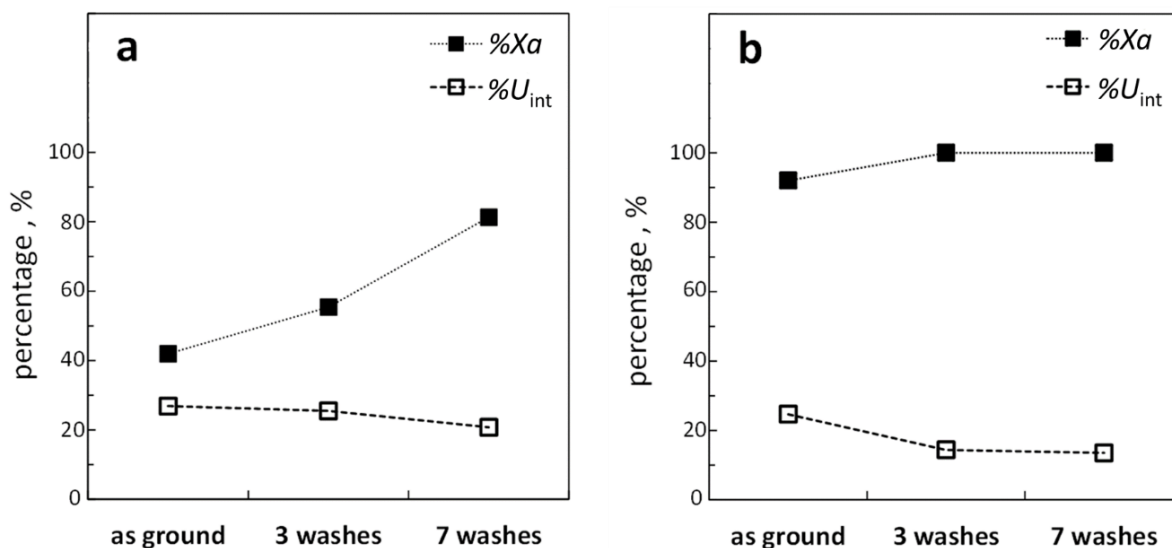 a
%Xa
%Uint
percentage , %
100
80
60
40
20
0
as ground 3 washes 7 washes
b
%Xa
%Uint
percentage , %
100
80
60
40
20
0
as ground 3 washes 7 washes